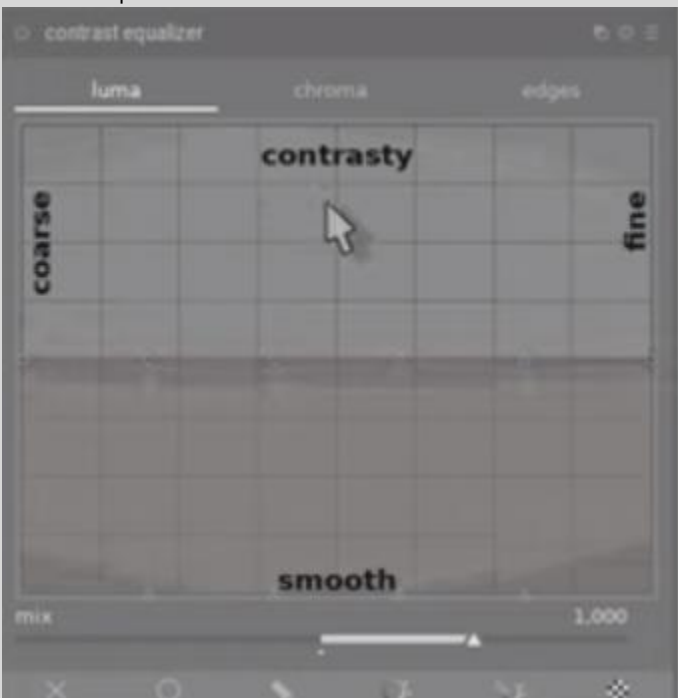 contrast equalizer
luma chroma edges
contrasty
coarse
fine
smooth
mix 1,000